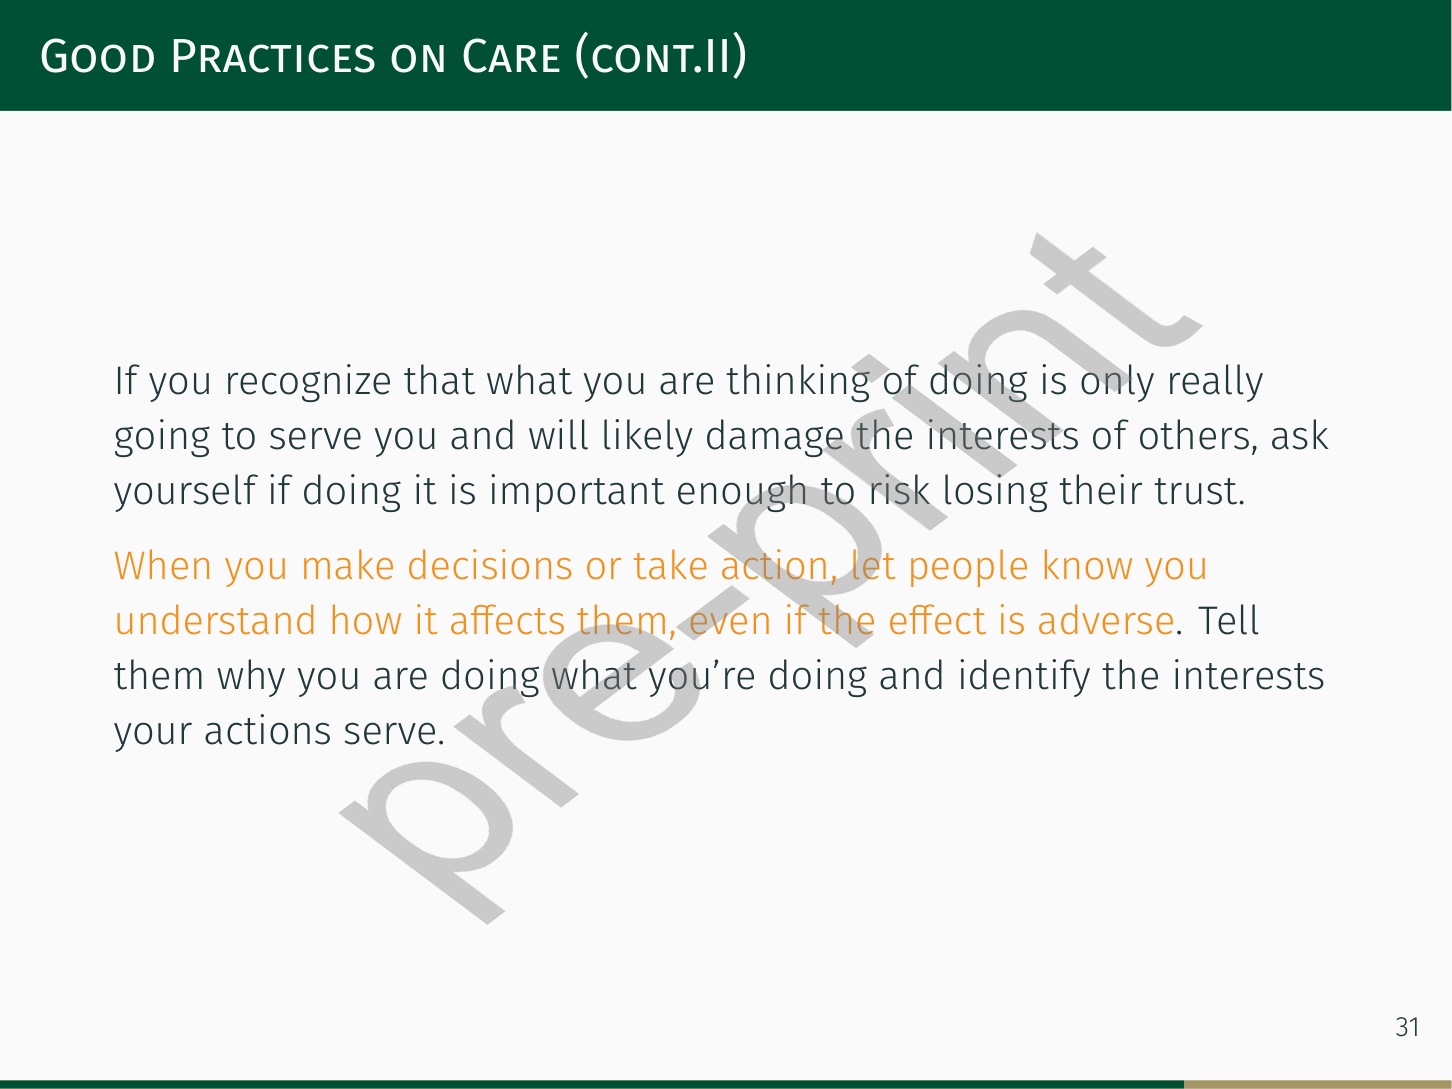 Good Practices on Care (cont.II)
If you recognize that what you are thinking of doing is only really
going to serve you and will likely damage the interests of others, ask
yourself if doing it is important enough to risk losing their trust.
When you make decisions or take action, let people know you
understand how it affects them, even if the effect is adverse. Tell
them why you are doing what you're doing and identify the interests
your actions serve.
pre-print
31